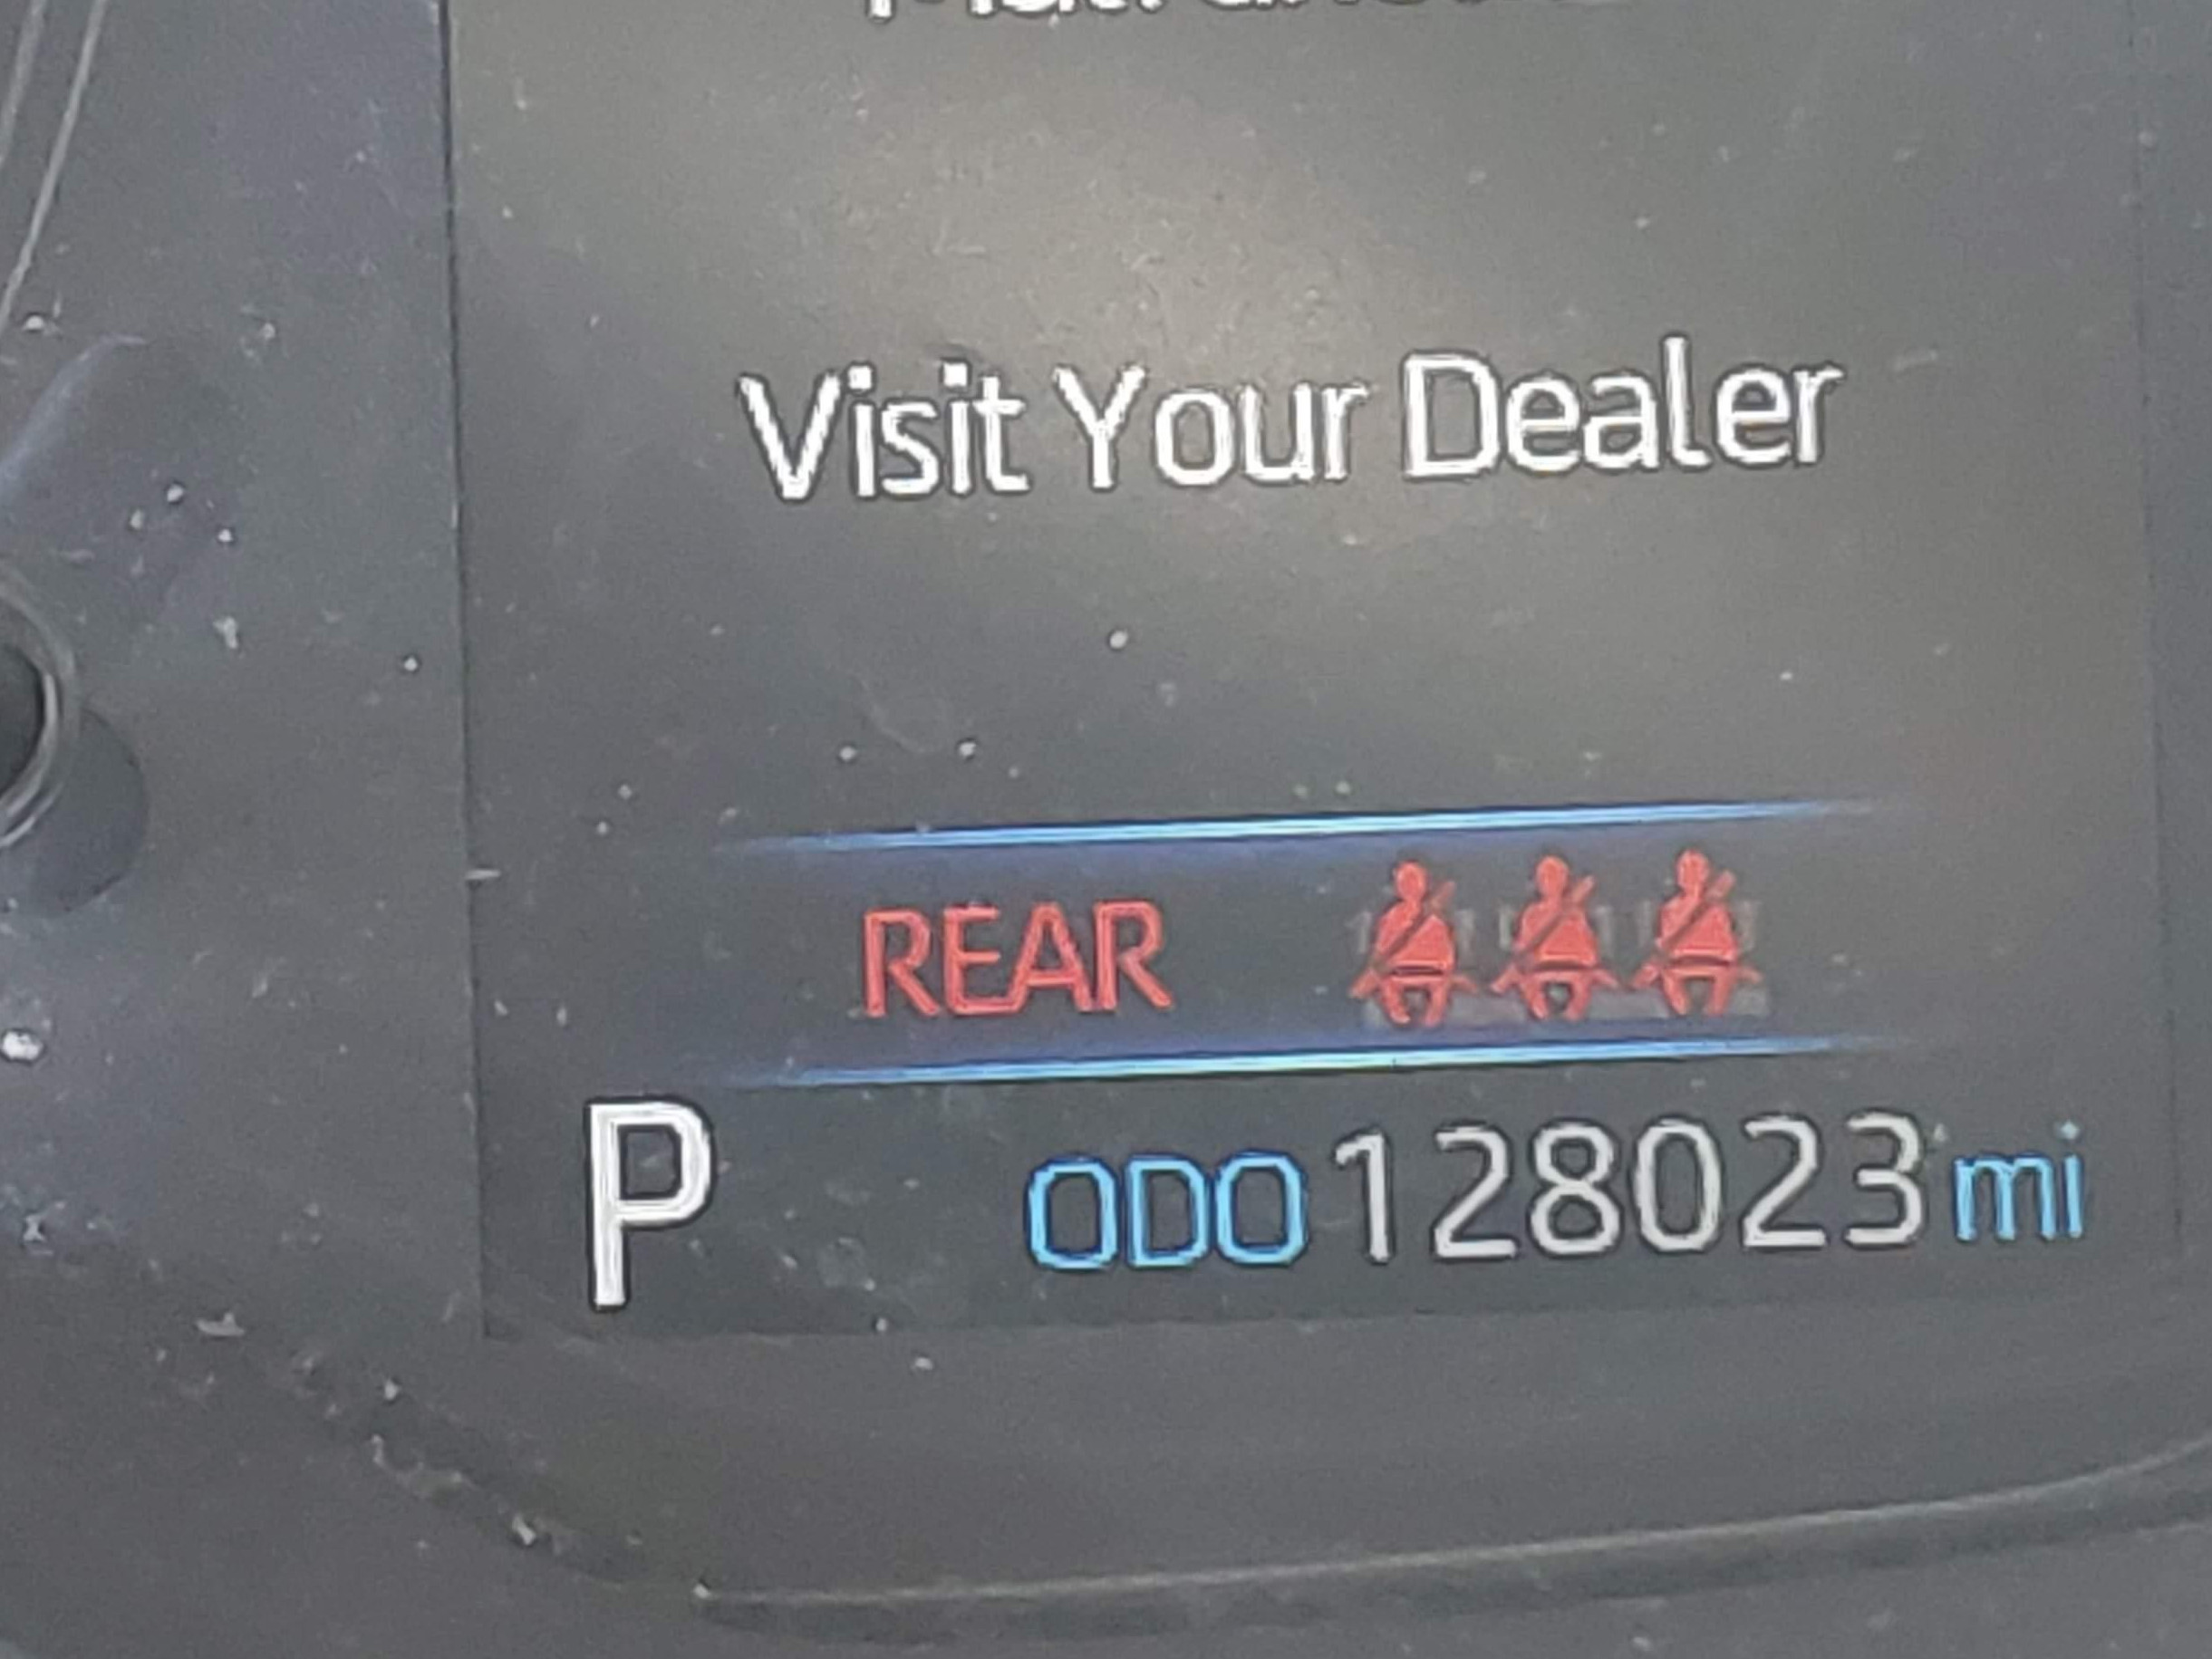 Visit Your Dealer
REAR
P ODO 128023 mi